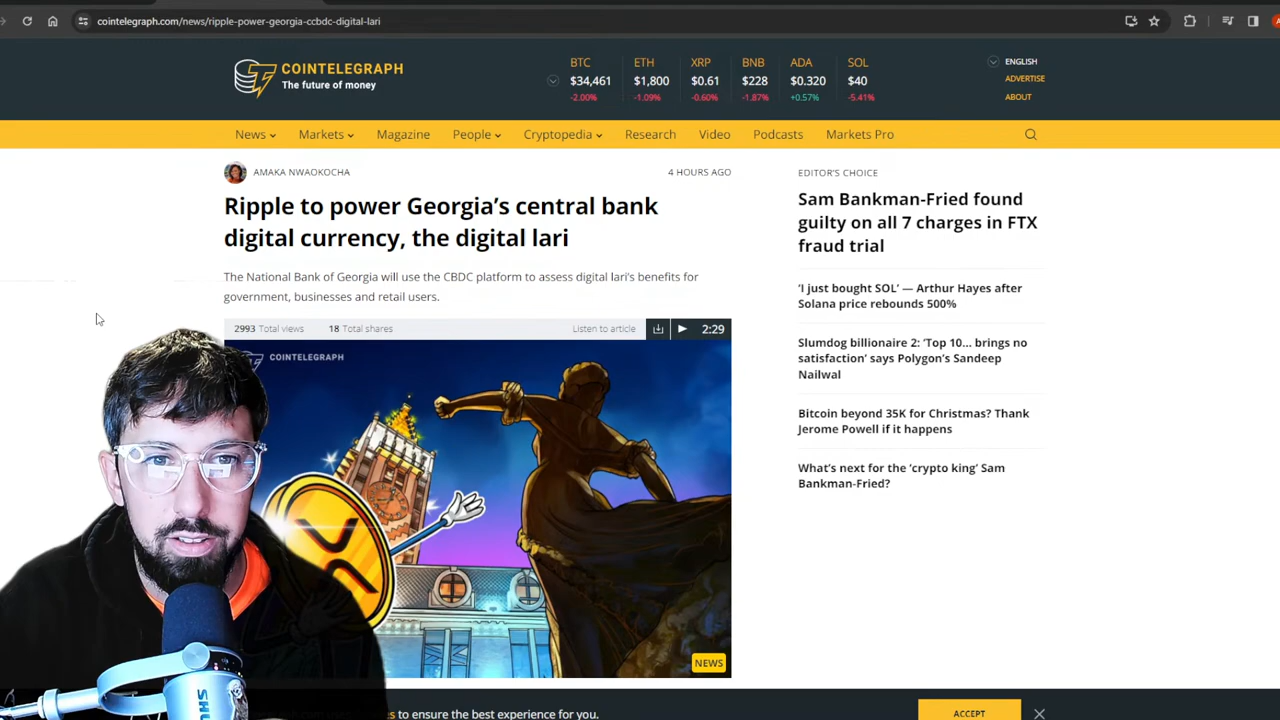 cointelegraph.com/news/ripple-power-georgia-ccbdc-digital-lari
COINTELEGRAPH
The future of money
BTC ETH XRP BNB ADA SOL
$34,461 $1,800 $0.61 $228 $0.320 $40
-2.00% -1.09% -0.60% -1.87% +0.57% -5.41%
ENGLISH
ADVERTISE
ABOUT
News Markets Magazine People Cryptopedia Research Video Podcasts Markets Pro
AMAKA NWAOKOCHA
4 HOURS AGO
Ripple to power Georgia's central bank
digital currency, the digital lari
The National Bank of Georgia will use the CBDC platform to assess digital lari's benefits for
government, businesses and retail users.
2993 Total views 18 Total shares Listen to article 2:29
COINTELEGRAPH
NEWS
EDITOR'S CHOICE
Sam Bankman-Fried found
guilty on all 7 charges in FTX
fraud trial
'I just bought SOL' — Arthur Hayes after
Solana price rebounds 500%
Slumdog billionaire 2: 'Top 10... brings no
satisfaction' says Polygon's Sandeep
Nailwal
Bitcoin beyond 35K for Christmas? Thank
Jerome Powell if it happens
What's next for the 'crypto king' Sam
Bankman-Fried?
to ensure the best experience for you.
ACCEPT
SHU